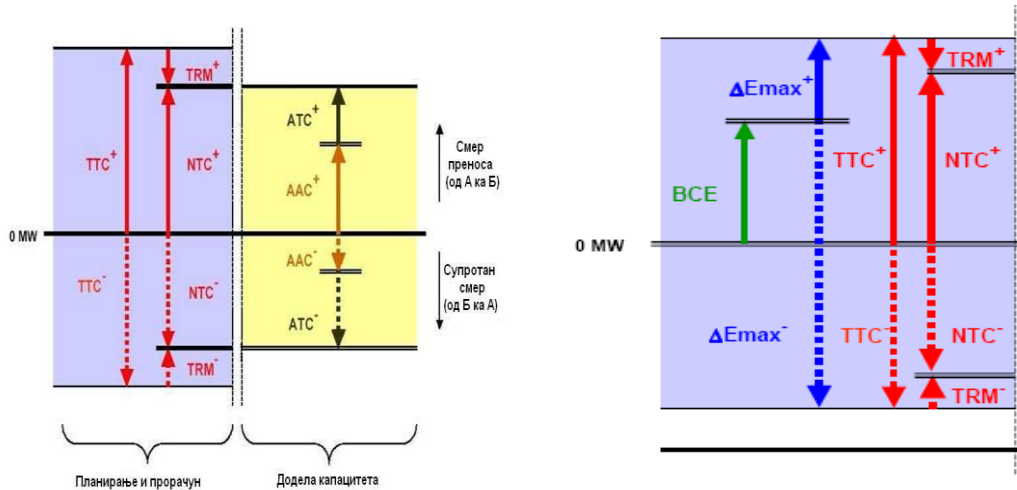 TRM+
ATC+
Смер
преноса
(од А ка Б)
TTC+
NTC+
AAC+
0 MW
AAC-
Супротан
смер
(од Б ка А)
TTC-
NTC-
ATC-
TRM-
Планирање и прорачун
Додела капацитета
TRM+
ΔEmax+
TTC+
NTC+
BCE
0 MW
ΔEmax-
TTC-
NTC-
TRM-